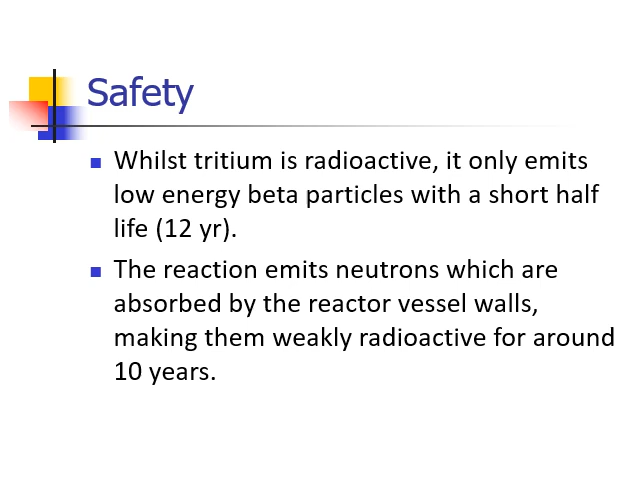 Safety
Whilst tritium is radioactive, it only emits
low energy beta particles with a short half
life (12 yr).
The reaction emits neutrons which are
absorbed by the reactor vessel walls,
making them weakly radioactive for around
10 years.